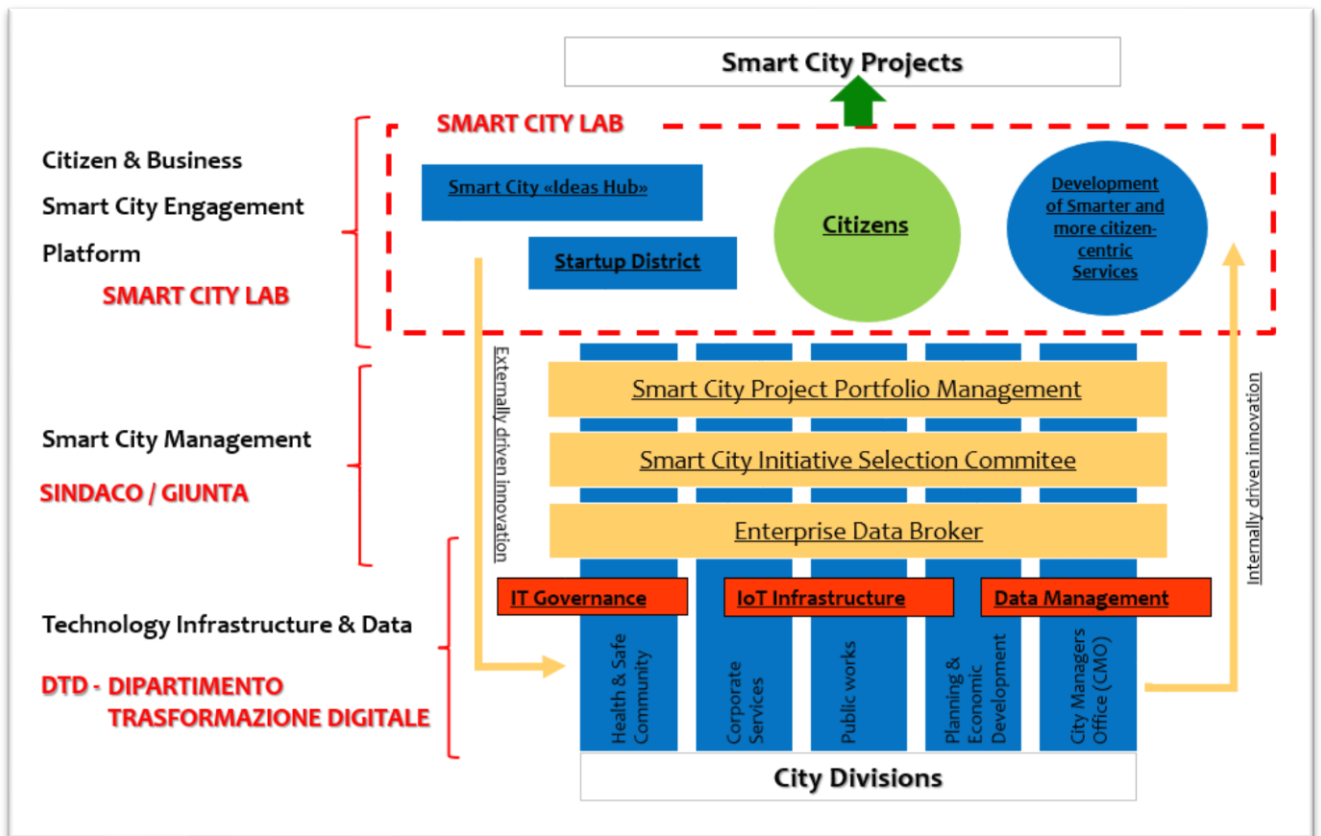 Smart City Projects
SMART CITY LAB
Citizen & Business
Smart City Engagement
Platform
SMART CITY LAB
Smart City «Ideas Hub»
Startup District
Citizens
Development
of Smarter and
more citizen-
centric
Services
Externally driven innovation
Internally driven innovation
Smart City Management
SINDACO / GIUNTA
Smart City Project Portfolio Management
Smart City Initiative Selection Commitee
Enterprise Data Broker
IT Governance
IoT Infrastructure
Data Management
Technology Infrastructure & Data
DTD - DIPARTIMENTO
TRASFORMAZIONE DIGITALE
Health & Safe
Community
Corporate
Services
Public works
Planning &
Economic
Development
City Managers
Office (CMO)
City Divisions